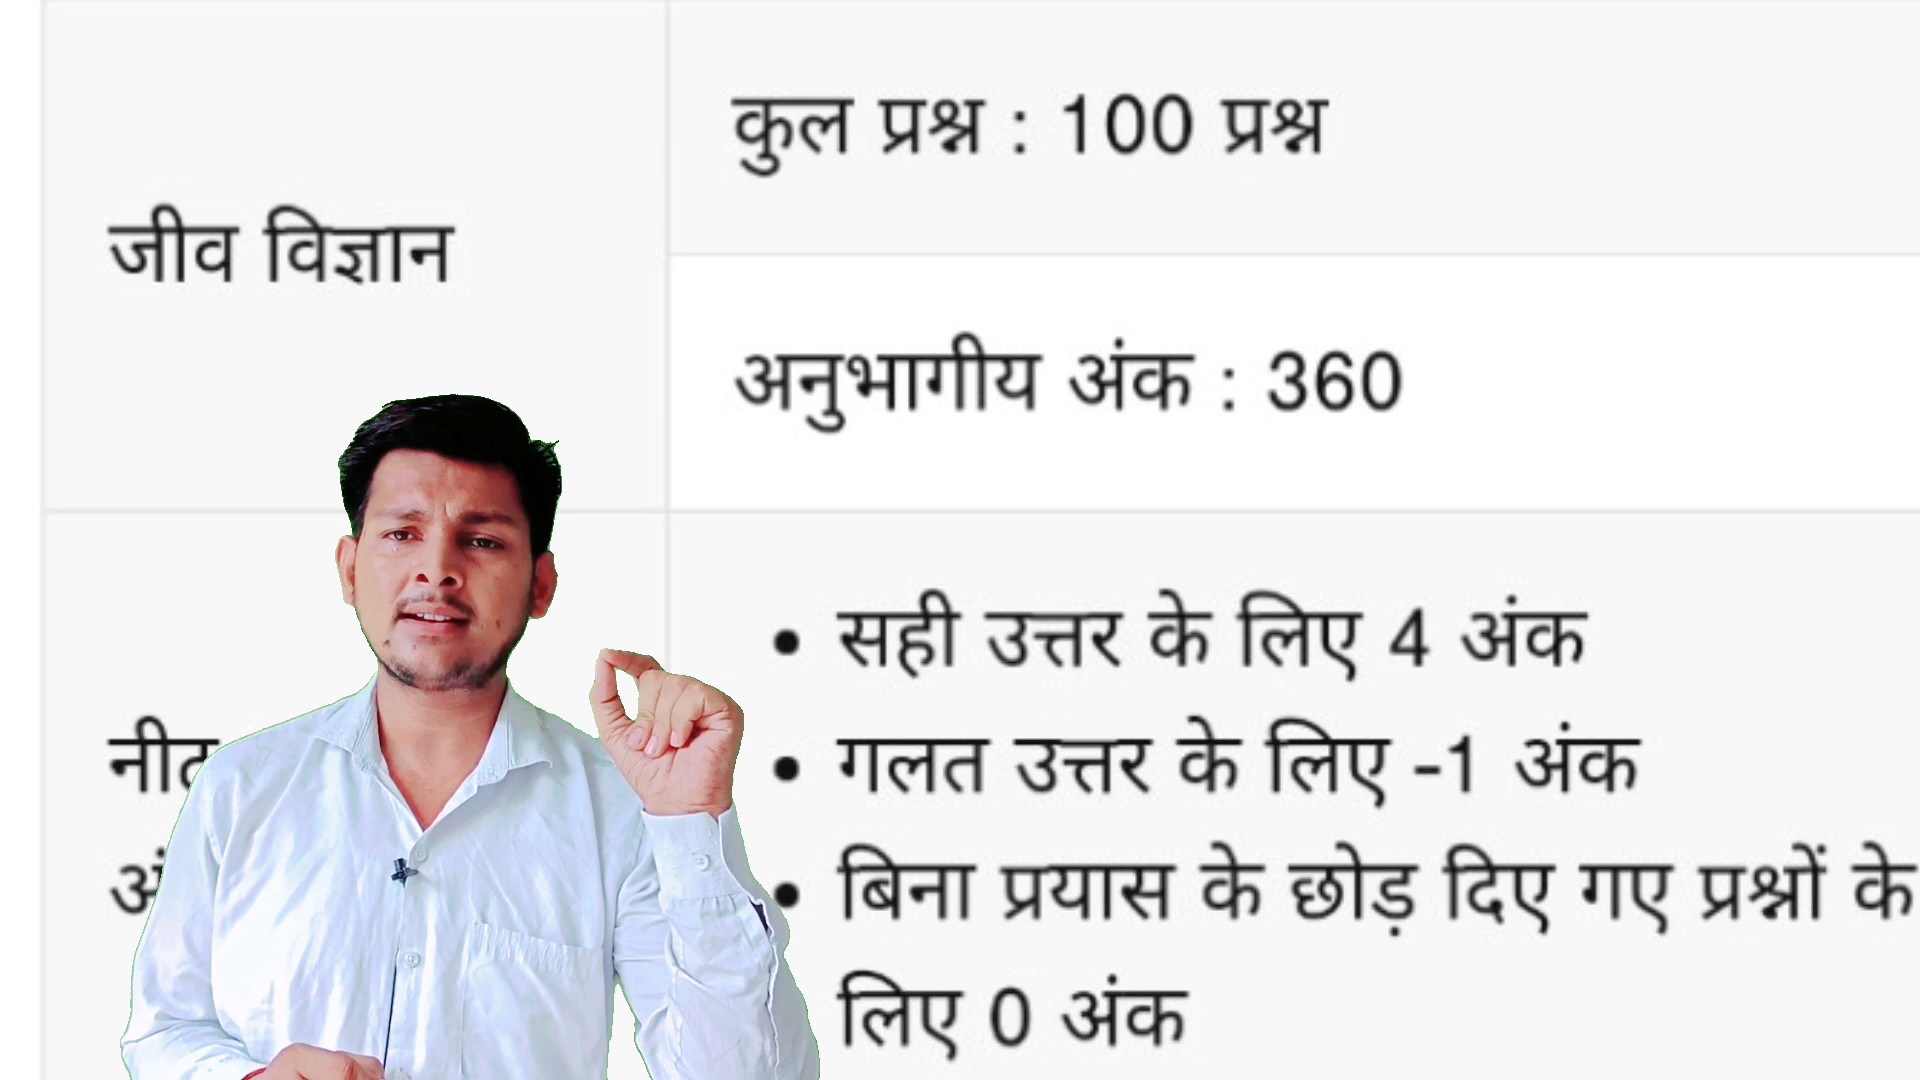 कुल प्रश्न : 100 प्रश्न
जीव विज्ञान
अनुभागीय अंक : 360
• सही उत्तर के लिए 4 अंक
• गलत उत्तर के लिए -1 अंक
• बिना प्रयास के छोड़ दिए गए प्रश्नों के
लिए 0 अंक